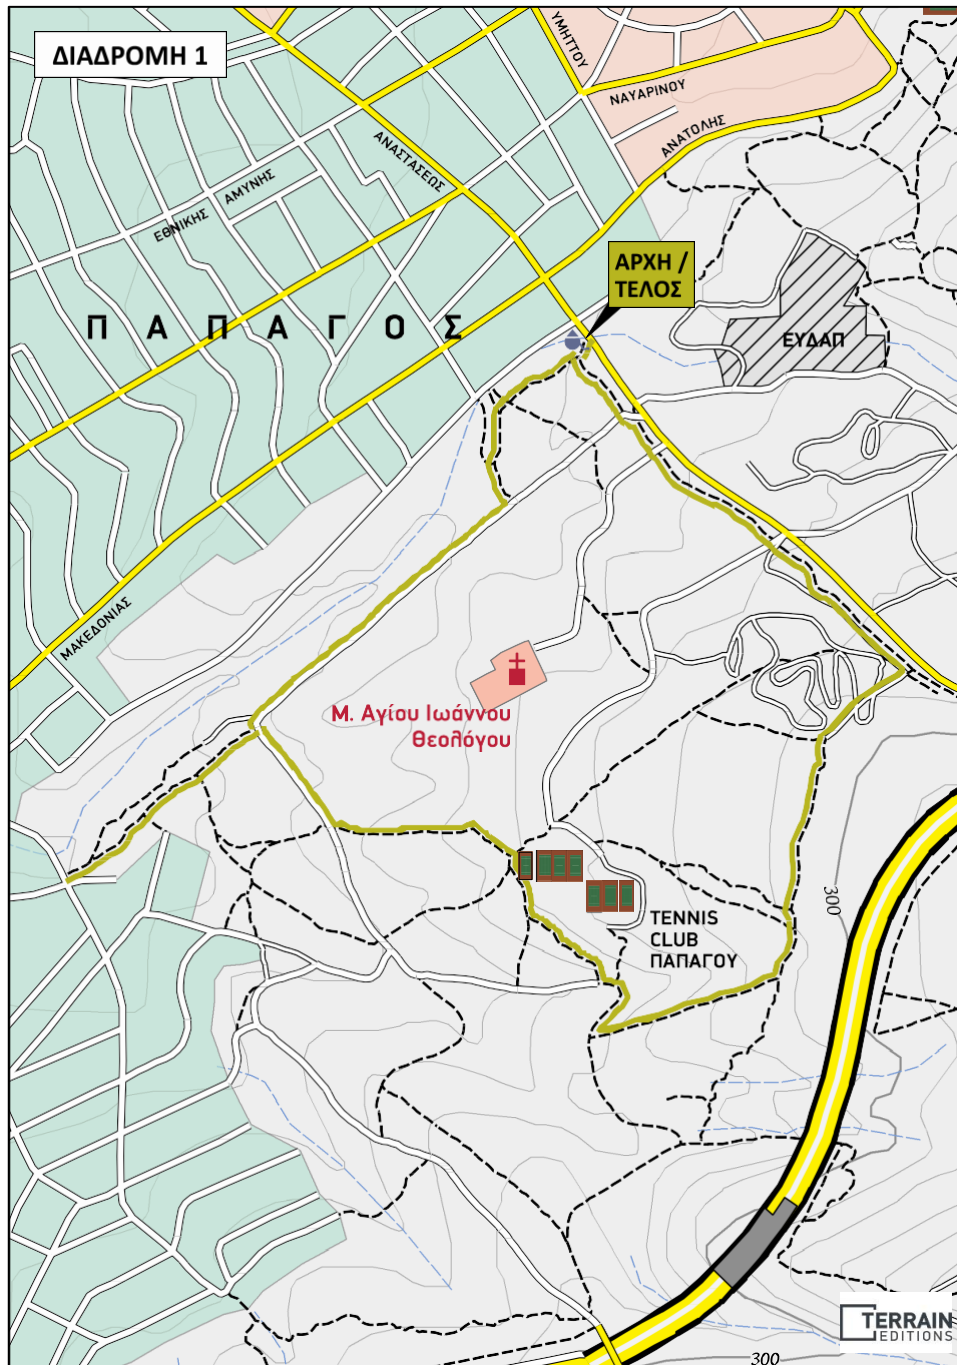 ΔΙΑΔΡΟΜΗ 1
ΥΜΗΤΤΟΥ
ΝΑΥΑΡΙΝΟΥ
ΑΝΑΤΟΛΗΣ
ΑΝΑΣΤΑΣΕΩΣ
ΕΘΝΙΚΗΣ ΑΜΥΝΗΣ
ΑΡΧΗ /
ΤΕΛΟΣ
ΠΑΠΑΓΟΣ
ΕΥΔΑΠ
ΜΑΚΕΔΟΝΙΑΣ
Μ. Αγίου Ιωάννου
Θεολόγου
300
TENNIS
CLUB
ΠΑΠΑΓΟΥ
TERRAIN
EDITIONS
300